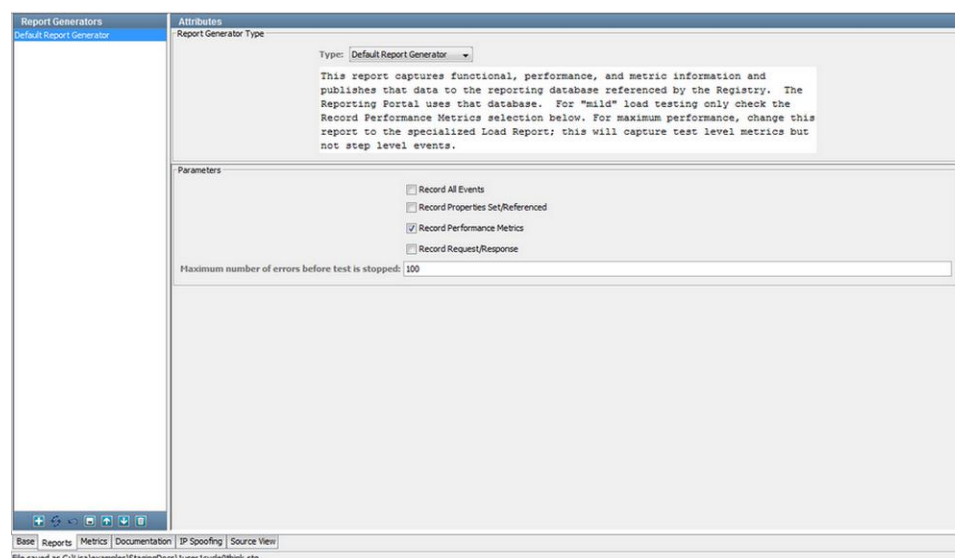 Report Generators
Attributes
Default Report Generator
Report Generator Type
Type: Default Report Generator
This report captures functional, performance, and metric information and
publishes that data to the reporting database referenced by the Registry. The
Reporting Portal uses that database. For "mild" load testing only check the
Record Performance Metrics selection below. For maximum performance, change this
report to the specialized Load Report; this will capture test level metrics but
not step level events.
Parameters
Record All Events
Record Properties Set/Referenced
Record Performance Metrics
Record Request/Response
Maximum number of errors before test is stopped: 100
Base Reports Metrics Documentation IP Spoofing Source View
File saved as